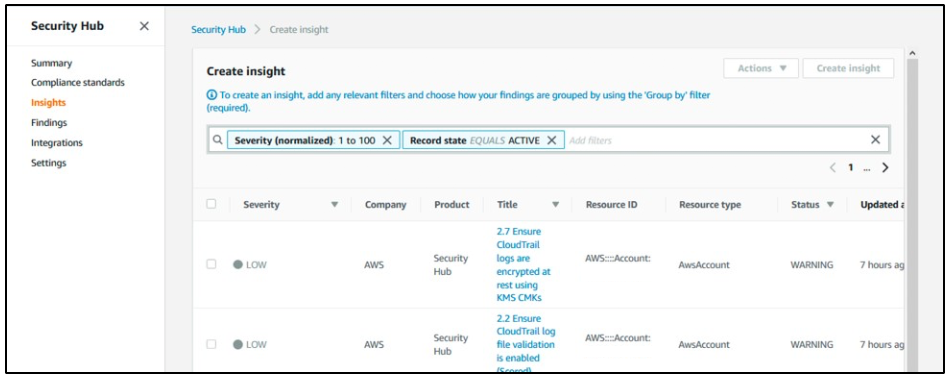 Security Hub
Summary
Compliance standards
Insights
Findings
Integrations
Settings
Security Hub > Create insight
Create insight
Actions
Create insight
To create an insight, add any relevant filters and choose how your findings are grouped by using the 'Group by' filter
(required).
Severity (normalized): 1 to 100 Record state EQUALS ACTIVE Add filters
1 ...
Severity Company Product Title Resource ID Resource type Status Updated a
LOW
AWS
Security
Hub
2.7 Ensure
CloudTrail
logs are
encrypted at
rest using
KMS CMKs
AWS::::Account:
AwsAccount
WARNING
7 hours ag
LOW
AWS
Security
Hub
2.2 Ensure
CloudTrail log
file validation
is enabled
(Scored)
AWS::::Account:
AwsAccount
WARNING
7 hours ag